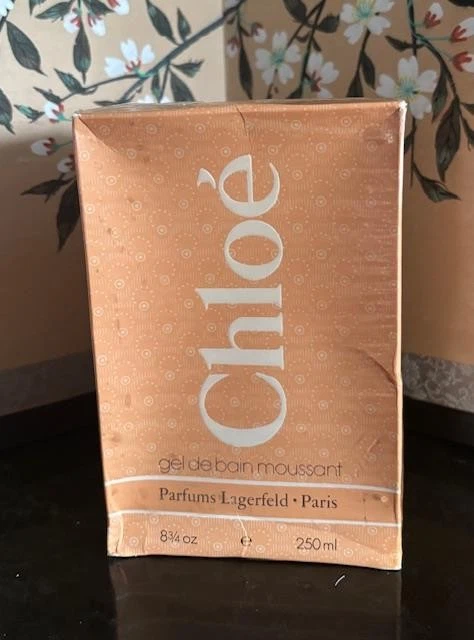 Chloé
gel de bain moussant
Parfums Lagerfeld • Paris
8¾ oz ℮ 250 ml